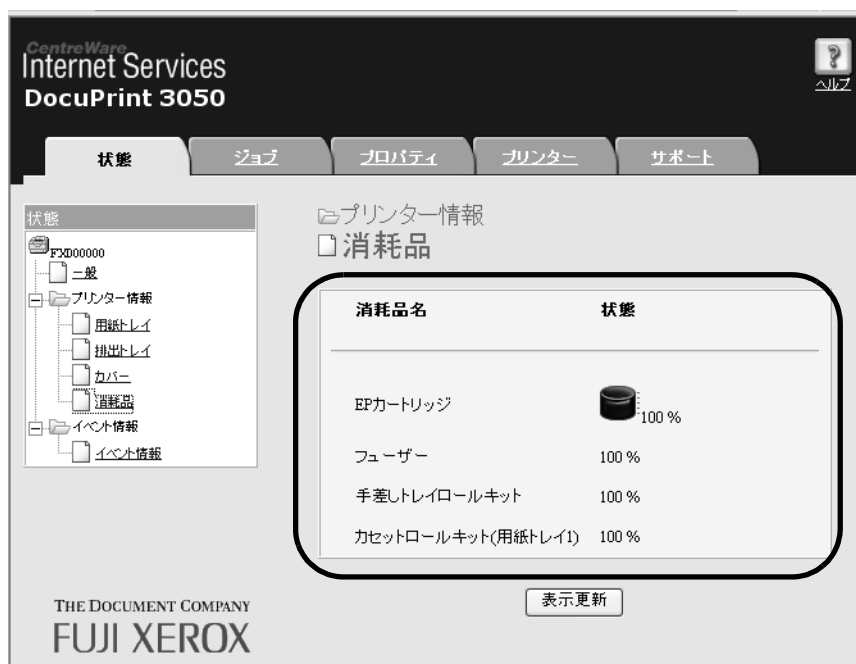 CentreWare
Internet Services
DocuPrint 3050
ヘルプ
状態
ジョブ
プロパティ
プリンター
サポート
状態
FXD00000
一般
プリンター情報
用紙トレイ
排出トレイ
カバー
消耗品
イベント情報
イベント情報
プリンター情報
消耗品
消耗品名 状態
EPカートリッジ 100 %
フューザー 100 %
手差しトレイロールキット 100 %
カセットロールキット(用紙トレイ1) 100 %
表示更新
THE DOCUMENT COMPANY
FUJI XEROX